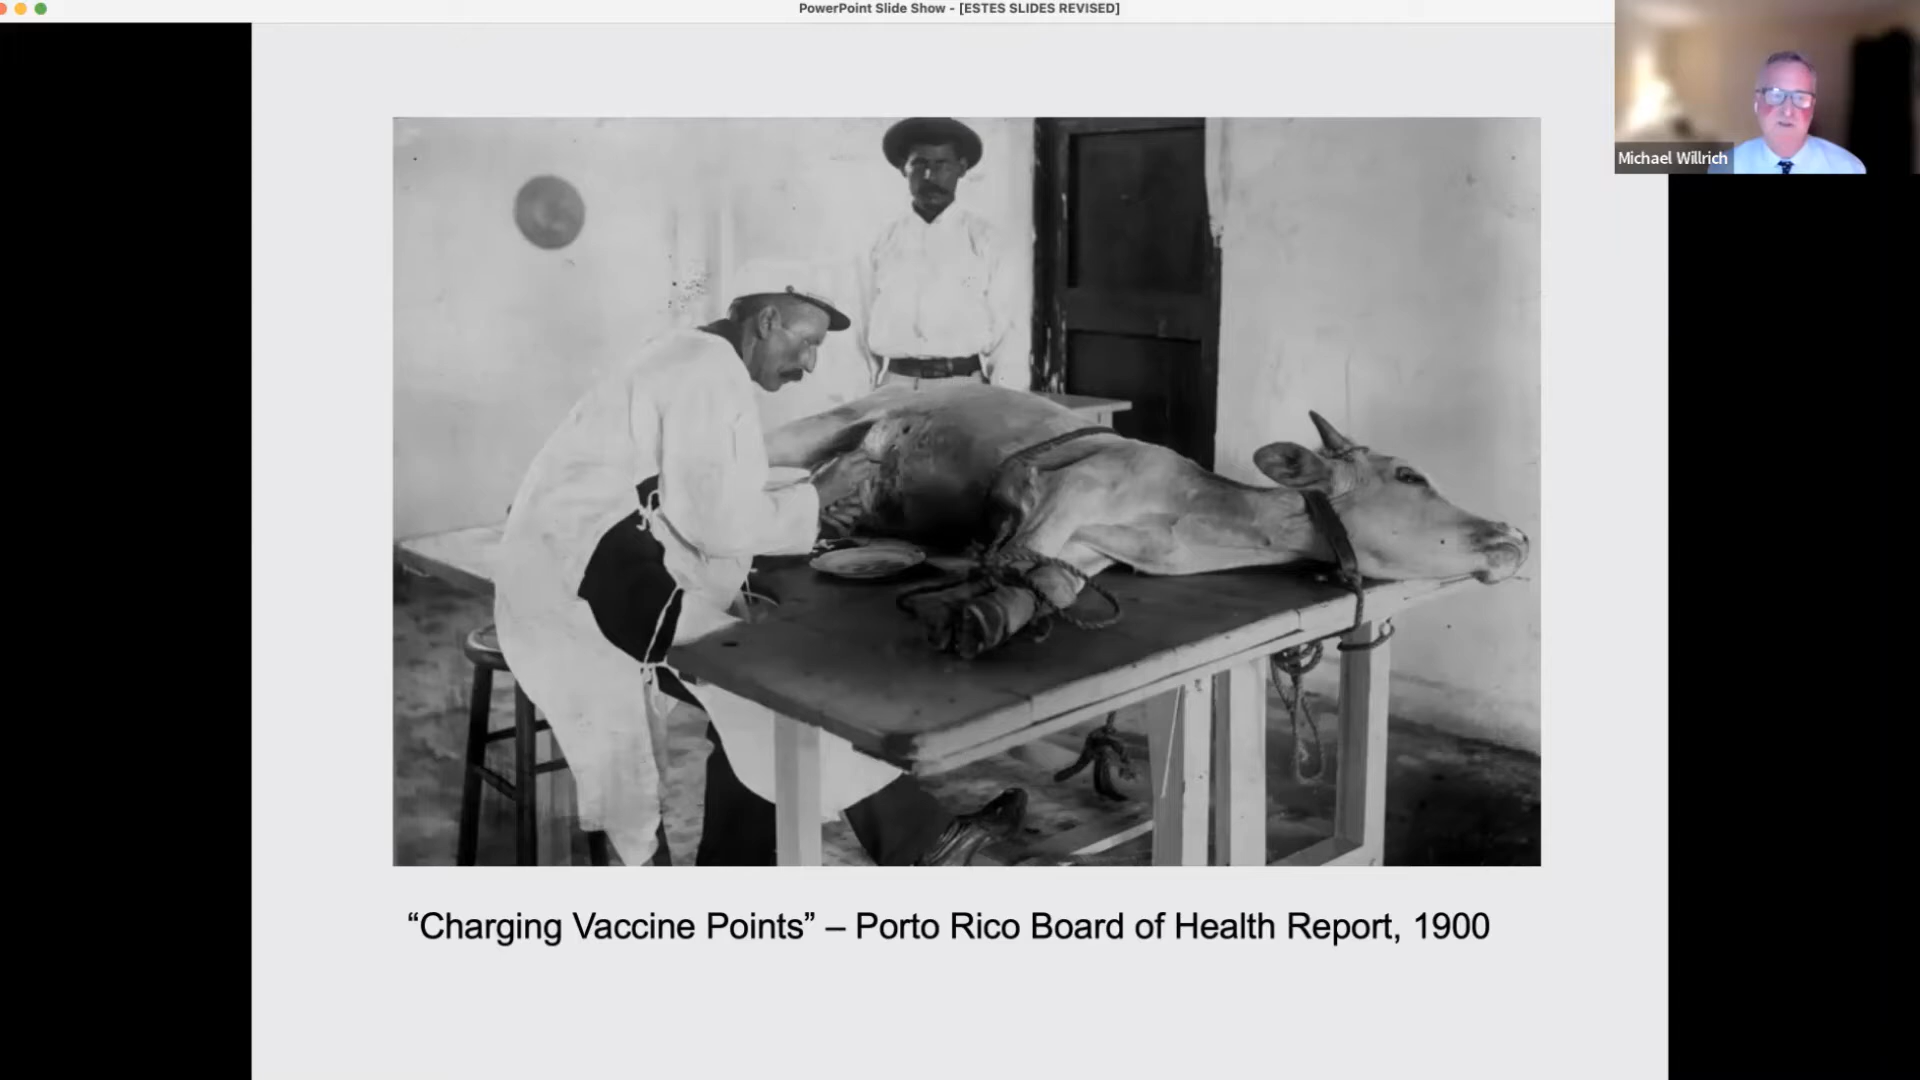 PowerPoint Slide Show - [ESTES SLIDES REVISED]
Michael Willrich
“Charging Vaccine Points” – Porto Rico Board of Health Report, 1900